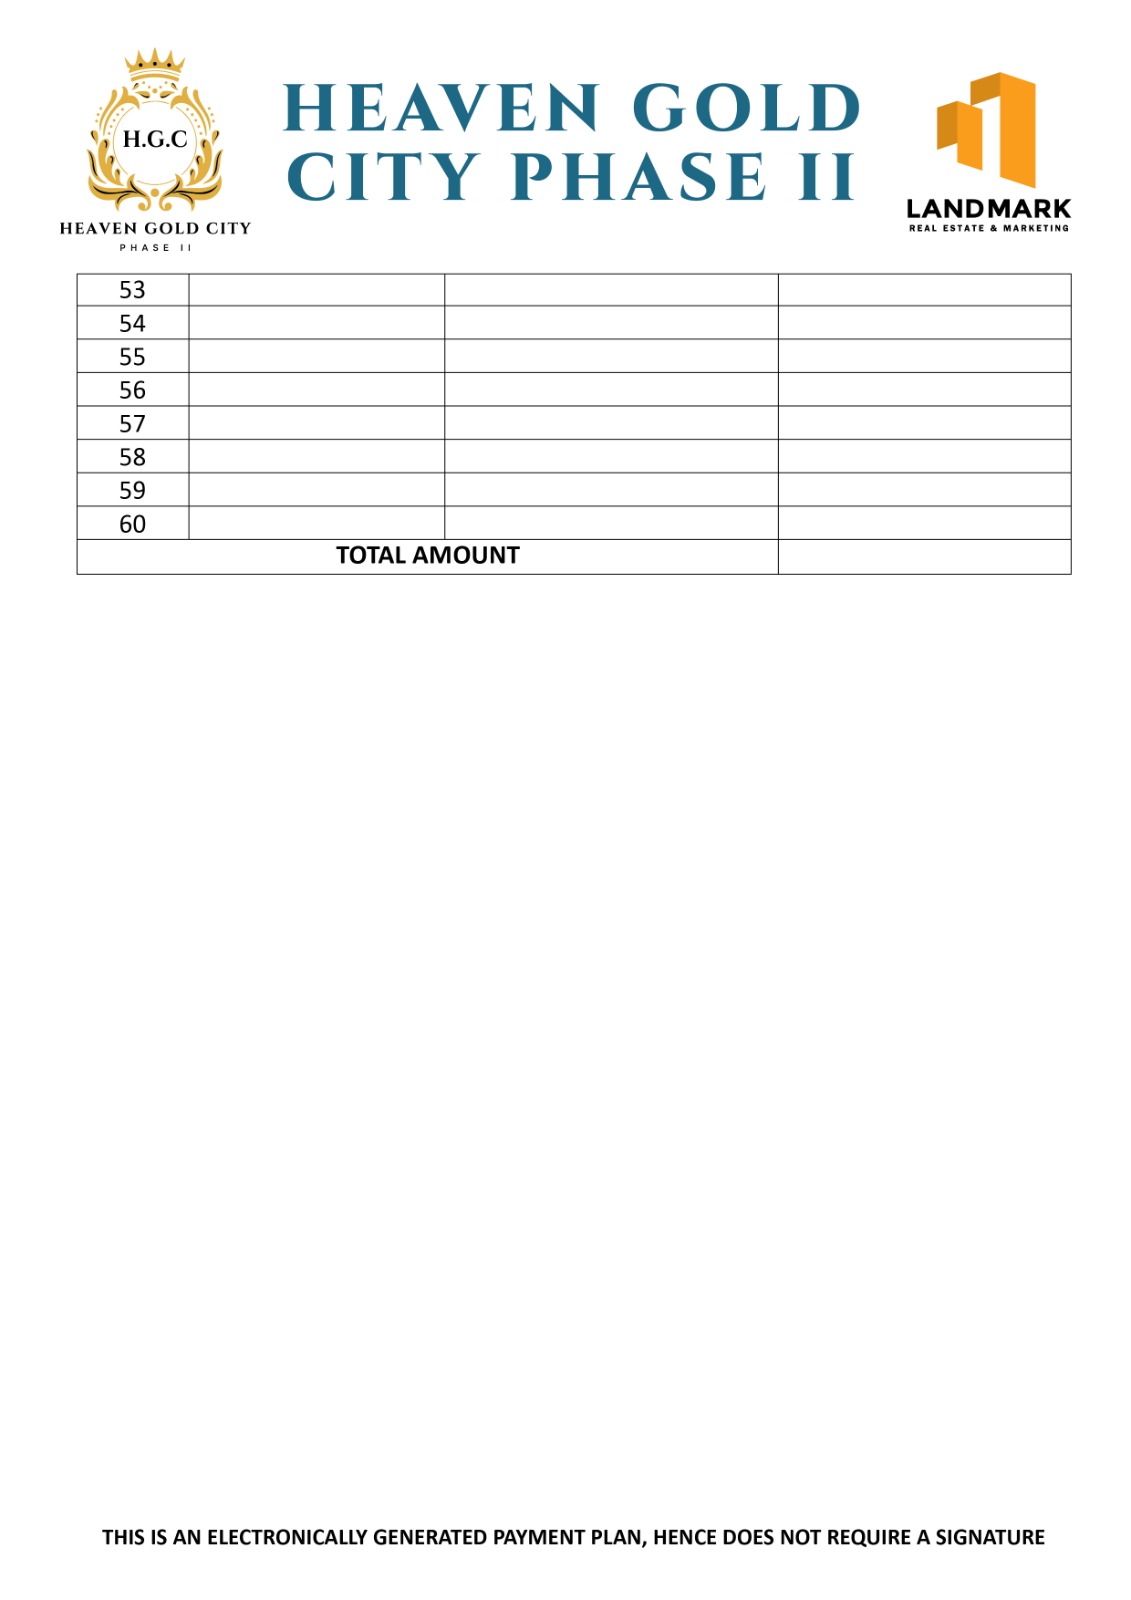 H.G.C
HEAVEN GOLD CITY
PHASE II
HEAVEN GOLD
CITY PHASE II
LANDMARK
REAL ESTATE & MARKETING
53
54
55
56
57
58
59
60
TOTAL AMOUNT
THIS IS AN ELECTRONICALLY GENERATED PAYMENT PLAN, HENCE DOES NOT REQUIRE A SIGNATURE